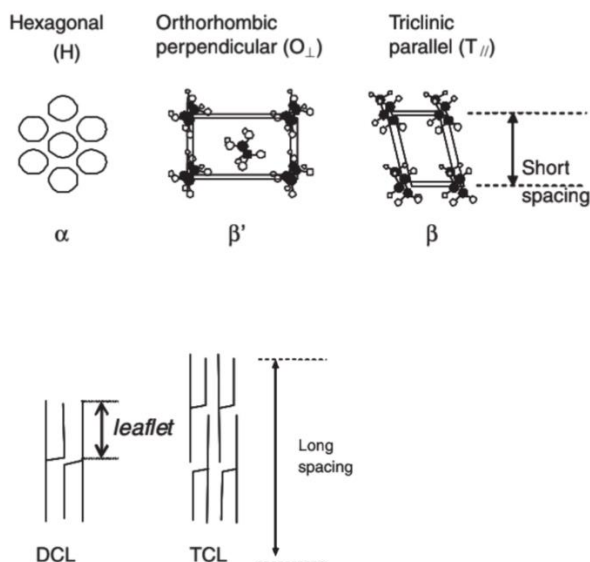 Hexagonal
(H)
Orthorhombic
perpendicular (O⊥)
Triclinic
parallel (T //)
Short
spacing
α
β’
β
leaflet
Long
spacing
DCL
TCL